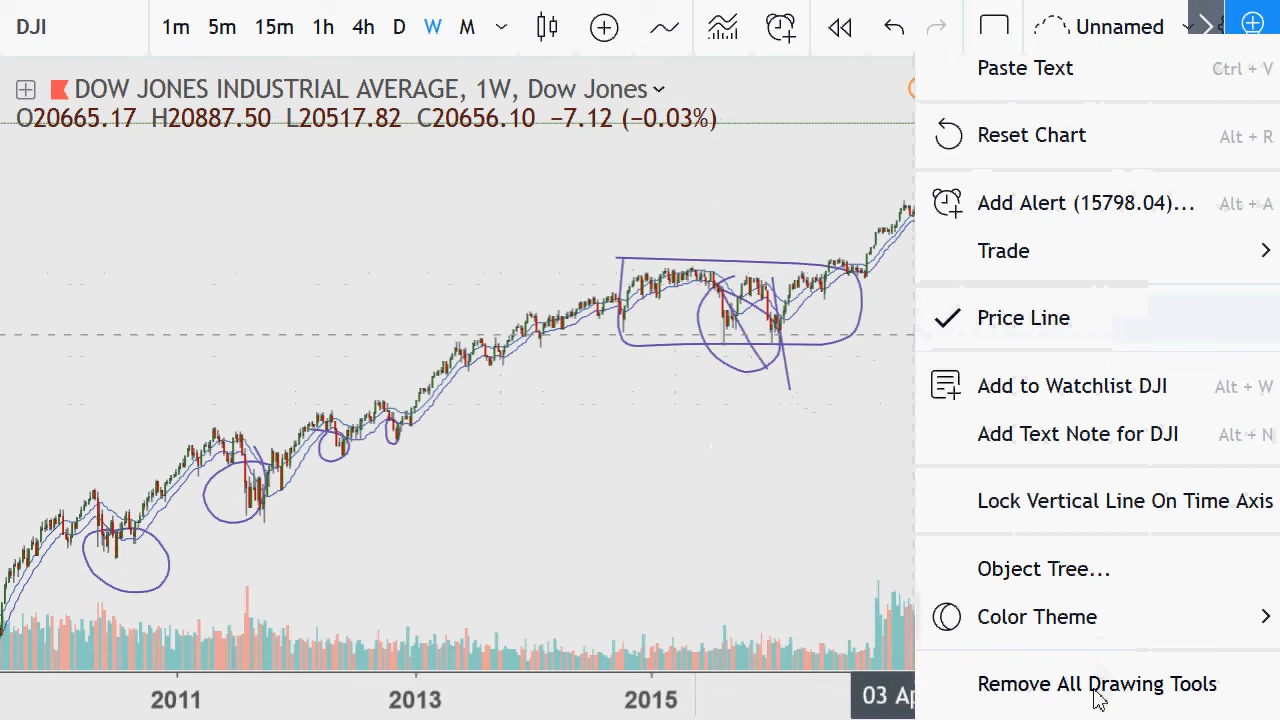 DJI 1m 5m 15m 1h 4h D W M Unnamed
DOW JONES INDUSTRIAL AVERAGE, 1W, Dow Jones
O20665.17 H20887.50 L20517.82 C20656.10 −7.12 (−0.03%)
Paste Text Ctrl + V
Reset Chart Alt + R
Add Alert (15798.04)... Alt + A
Trade
Price Line
Add to Watchlist DJI Alt + W
Add Text Note for DJI Alt + N
Lock Vertical Line On Time Axis
Object Tree...
Color Theme
Remove All Drawing Tools
2011 2013 2015 03 Ap